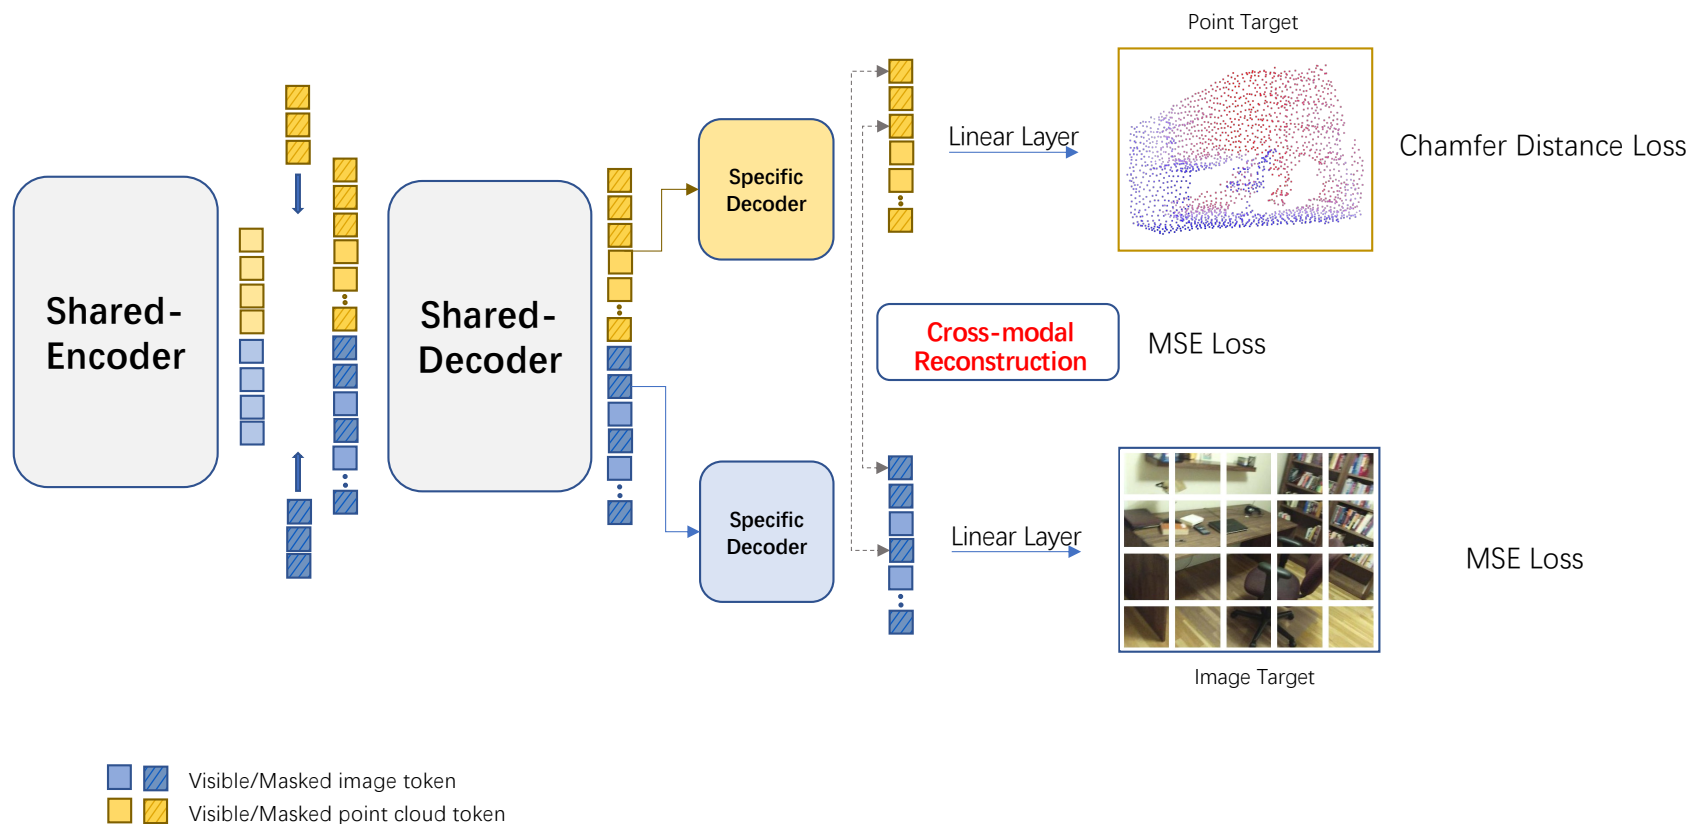 Point Target
Linear Layer
Chamfer Distance Loss
Specific
Decoder
Shared-
Encoder
Shared-
Decoder
Cross-modal
Reconstruction
MSE Loss
Specific
Decoder
Linear Layer
MSE Loss
Image Target
Visible/Masked image token
Visible/Masked point cloud token